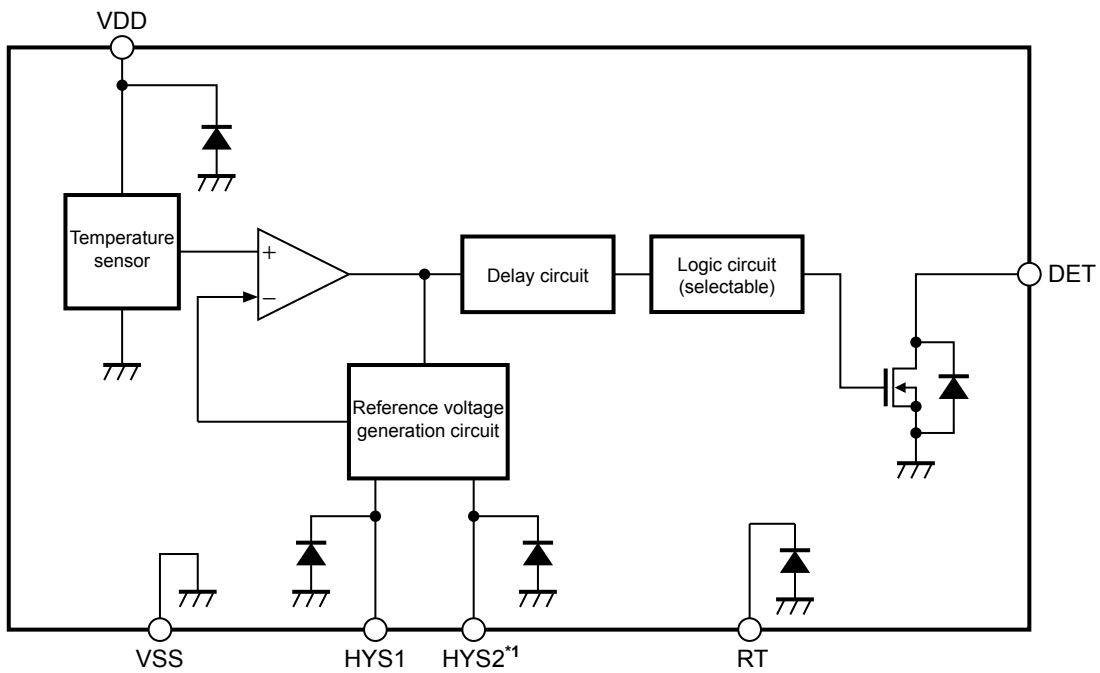 VDD
Temperature
sensor
+
−
Delay circuit
Logic circuit
(selectable)
DET
Reference voltage
generation circuit
VSS
HYS1
HYS2*1
RT